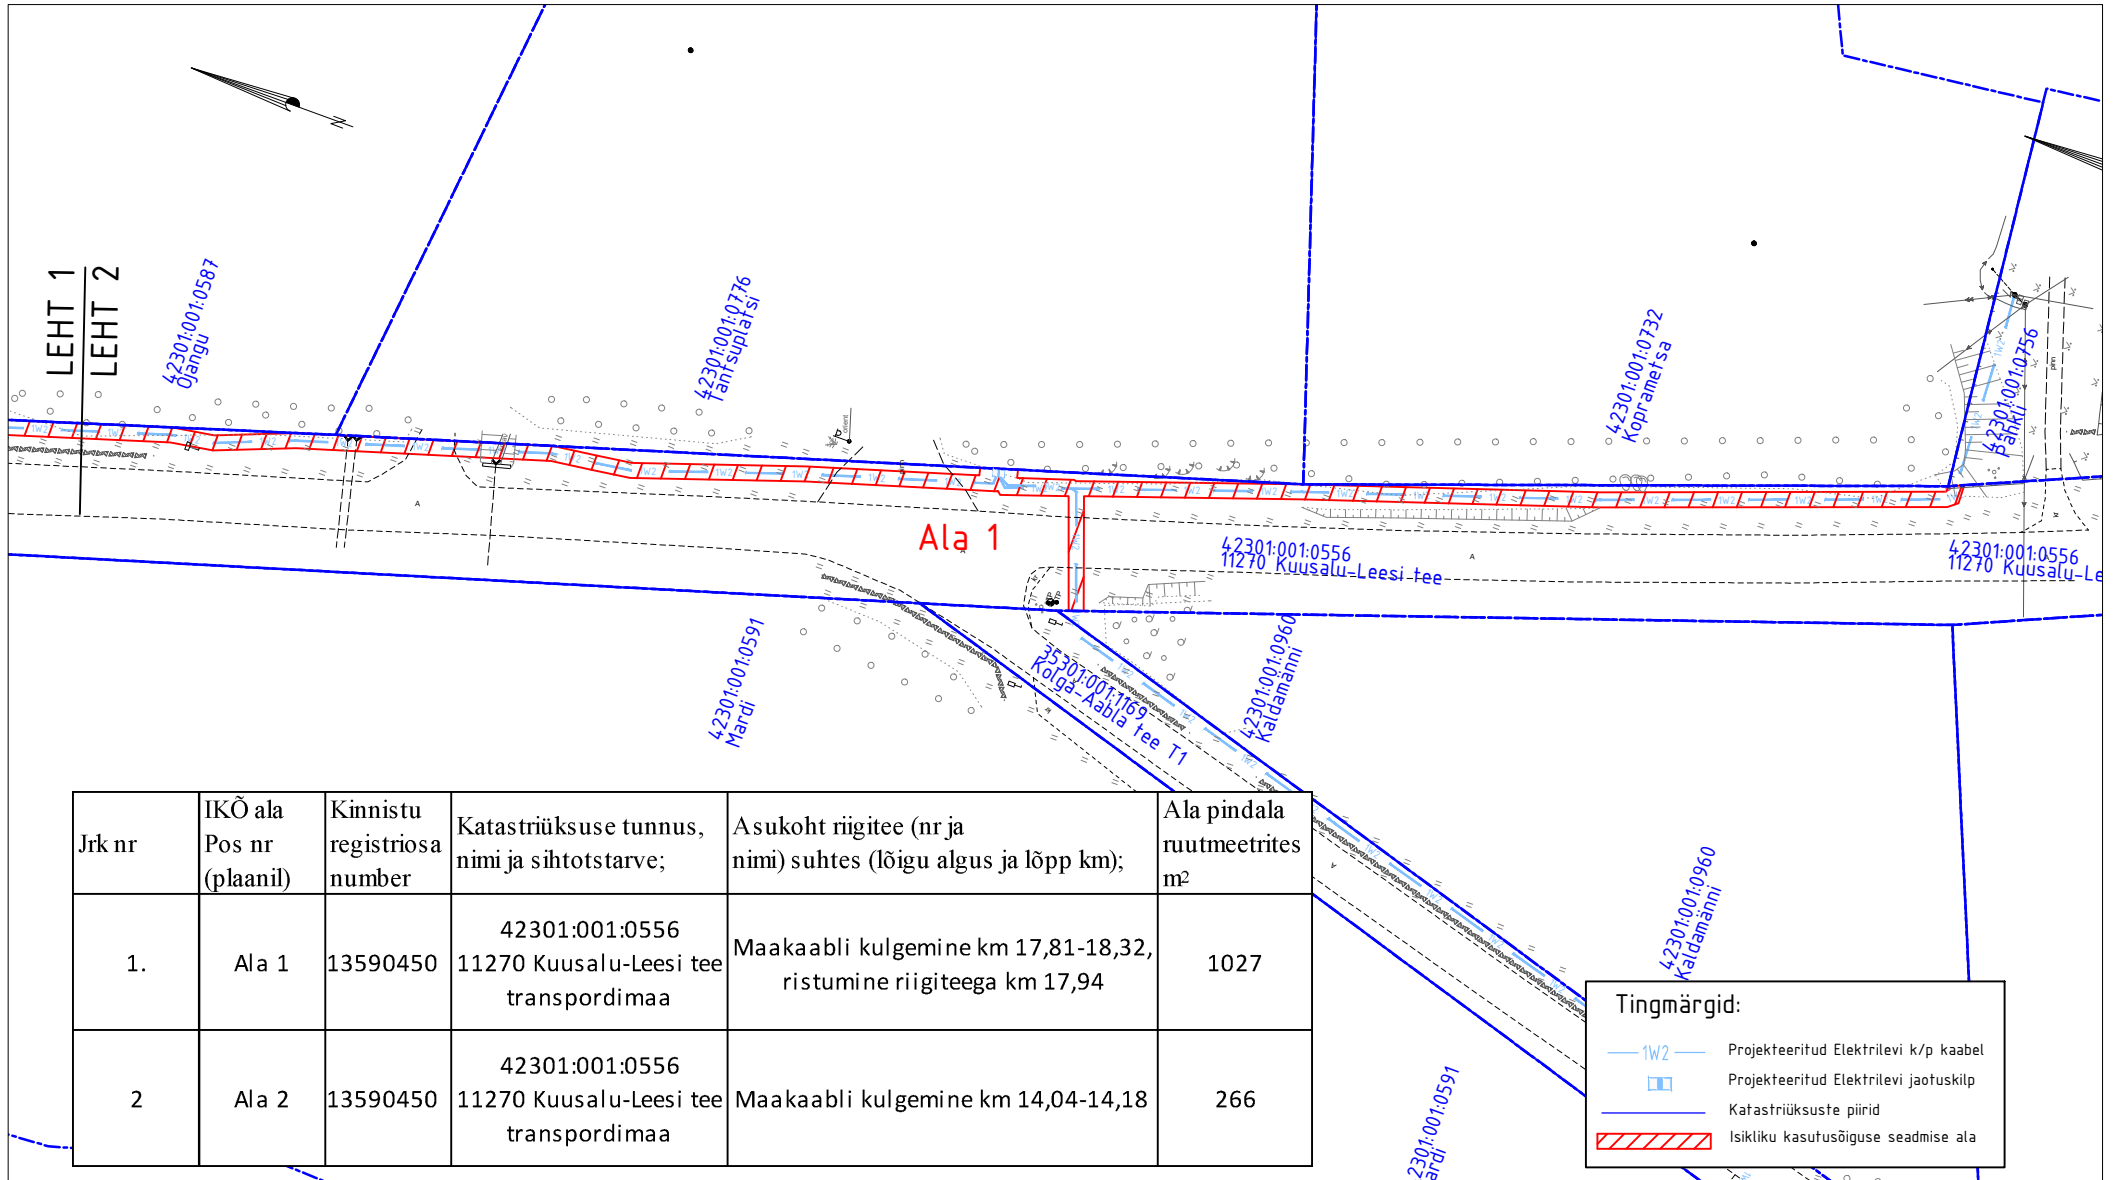 N
LEHT 1
LEHT 2
42301:001:0587
Ojangu
42301:001:0776
Tantsuplatsi
42301:001:0732
Koprametsa
42301:001:0756
Pähkli
Ala 1
42301:001:0556
11270 Kuusalu-Leesi tee
42301:001:0556
11270 Kuusalu-Le
42301:001:0591
Mardi
35301:001:1169
Kolga-Aabla tee T1
42301:001:0960
Kaldamänni
42301:001:0960
Kaldamänni
2301:001:0591
ardi
Jrk nr
IKÕ ala
Pos nr
(plaanil)
Kinnistu
registriosa
number
Katastriüksuse tunnus,
nimi ja sihtotstarve;
Asukoht riigitee (nr ja
nimi) suhtes (lõigu algus ja lõpp km);
Ala pindala
ruutmeetrites
m²
1.
Ala 1
13590450
42301:001:0556
11270 Kuusalu-Leesi tee
transpordimaa
Maakaabli kulgemine km 17,81-18,32,
ristumine riigiteega km 17,94
1027
2
Ala 2
13590450
42301:001:0556
11270 Kuusalu-Leesi tee
transpordimaa
Maakaabli kulgemine km 14,04-14,18
266
Tingmärgid:
1W2
Projekteeritud Elektrilevi k/p kaabel
Projekteeritud Elektrilevi jaotuskilp
Katastriüksuste piirid
Isikliku kasutusõiguse seadmise ala